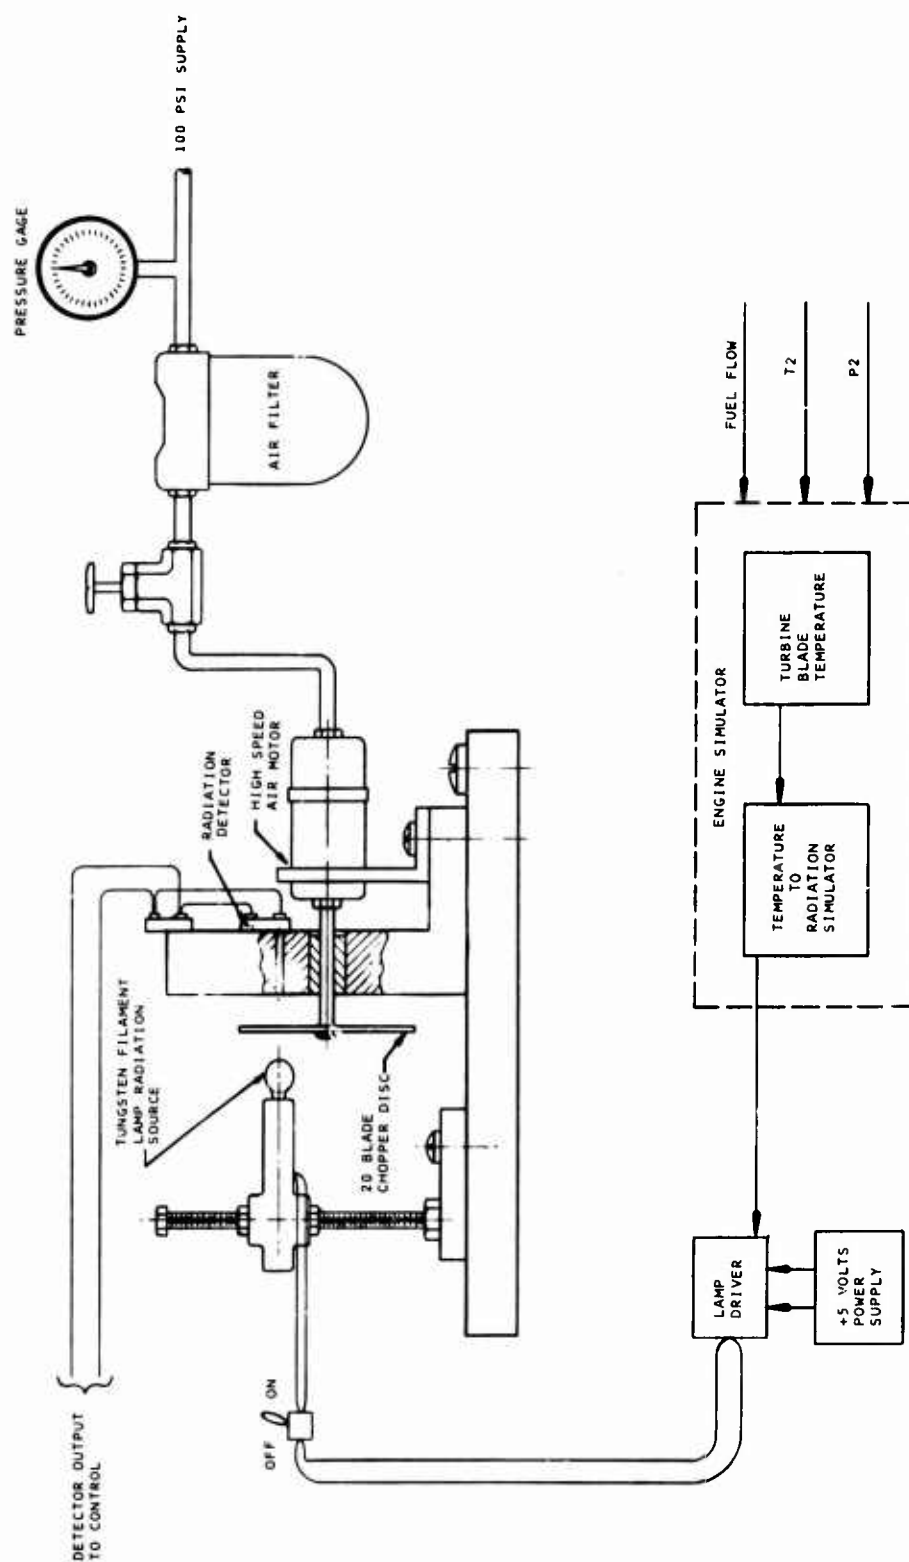 PRESSURE GAGE
100 PSI SUPPLY
AIR FILTER
HIGH SPEED
AIR MOTOR
RADIATION
DETECTOR
TUNGSTEN FILAMENT
LAMP RADIATION
SOURCE
20 BLADE
CHOPPER DISC
DETECTOR OUTPUT
TO CONTROL
OFF
ON
LAMP
DRIVER
+5 VOLTS
POWER
SUPPLY
ENGINE SIMULATOR
TEMPERATURE
TO
RADIATION
SIMULATOR
TURBINE
BLADE
TEMPERATURE
FUEL FLOW
T2
P2